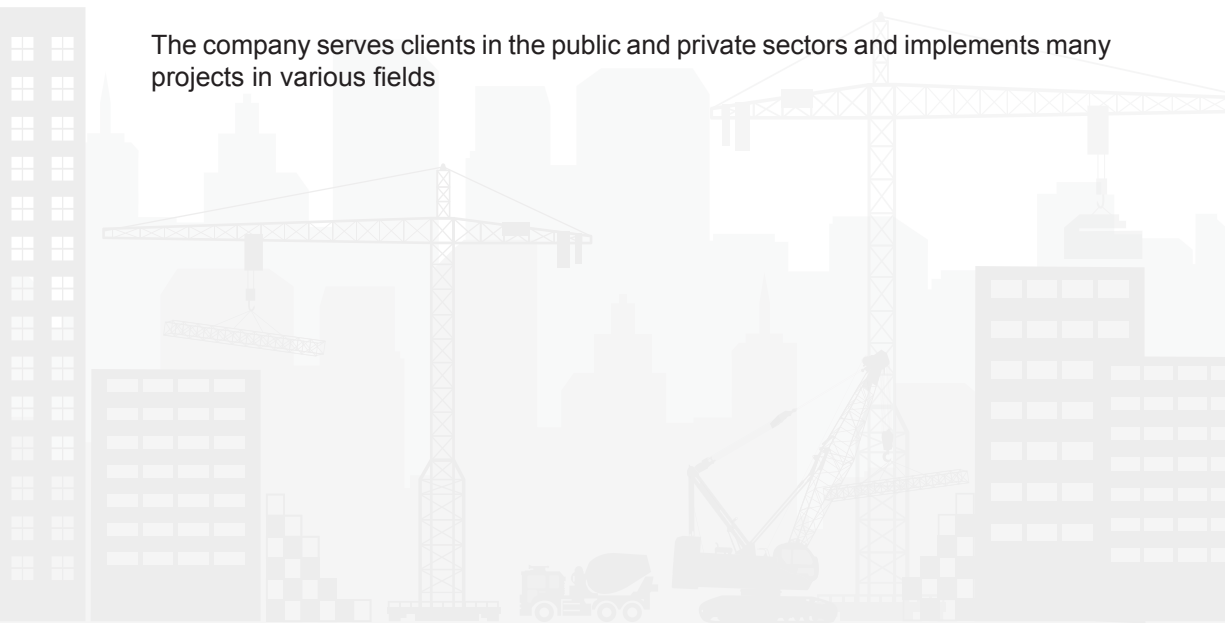 The company serves clients in the public and private sectors and implements many
projects in various fields